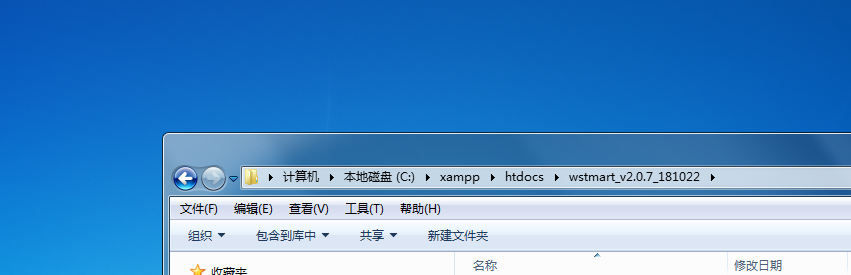 计算机 本地磁盘 (C:) xampp htdocs wstmart_v2.0.7_181022
文件(F) 编辑(E) 查看(V) 工具(T) 帮助(H)
组织 包含到库中 共享 新建文件夹
收藏夹 名称 修改日期